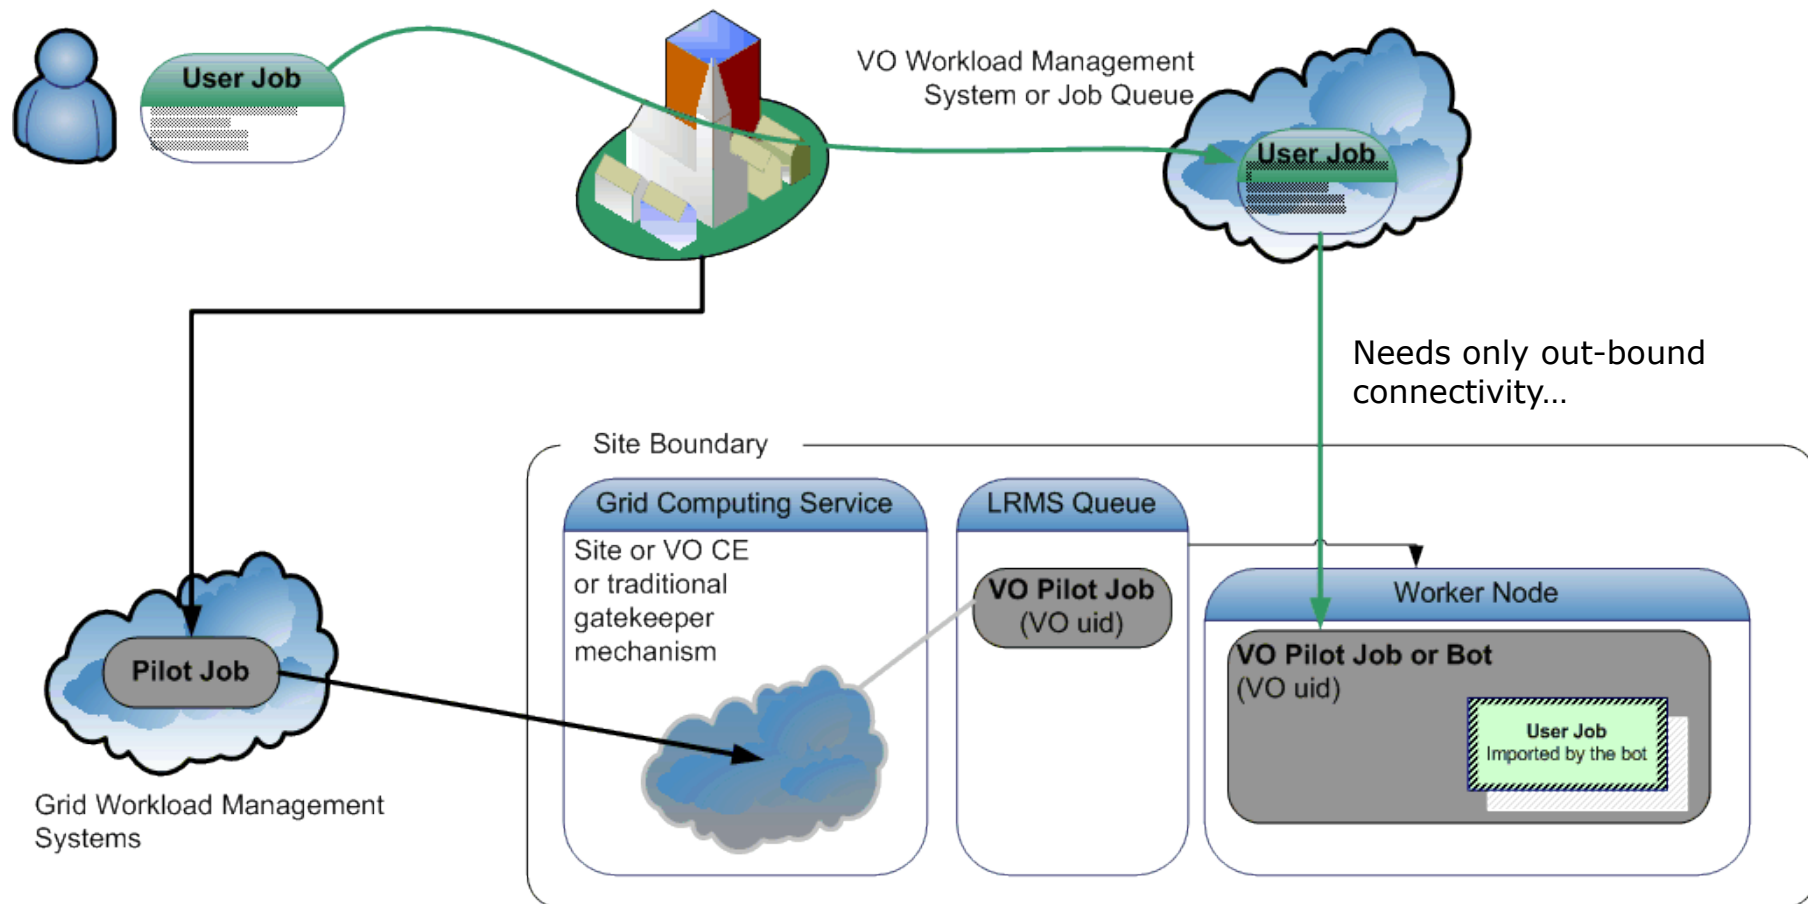 User Job
VO Workload Management
System or Job Queue
User Job
Needs only out-bound
connectivity…
Site Boundary
Grid Computing Service
Site or VO CE
or traditional
gatekeeper
mechanism
LRMS Queue
VO Pilot Job
(VO uid)
Worker Node
VO Pilot Job or Bot
(VO uid)
User Job
Imported by the bot
Pilot Job
Grid Workload Management
Systems